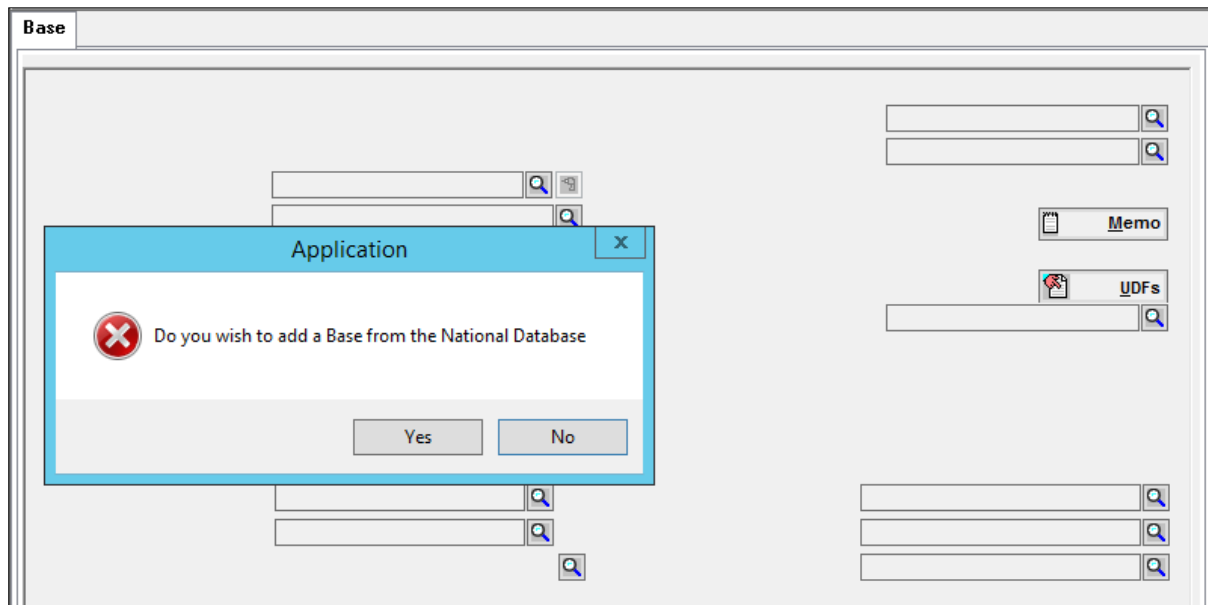 Base
Memo
Application
x
UDFs
Do you wish to add a Base from the National Database
Yes
No